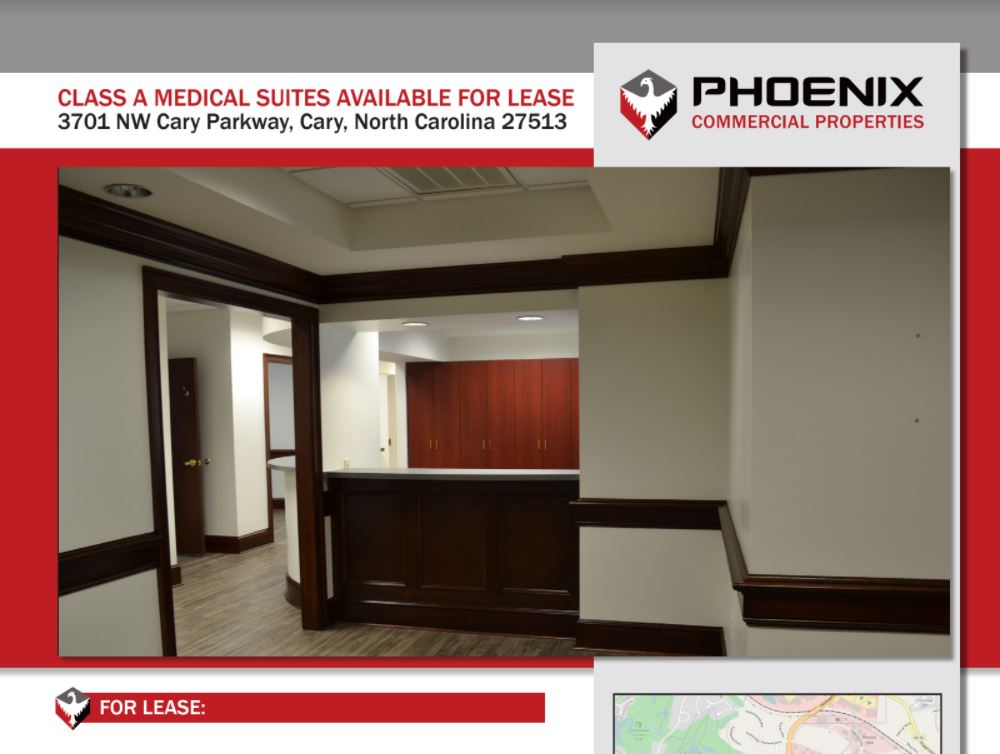 CLASS A MEDICAL SUITES AVAILABLE FOR LEASE
3701 NW Cary Parkway, Cary, North Carolina 27513
PHOENIX
COMMERCIAL PROPERTIES
FOR LEASE: